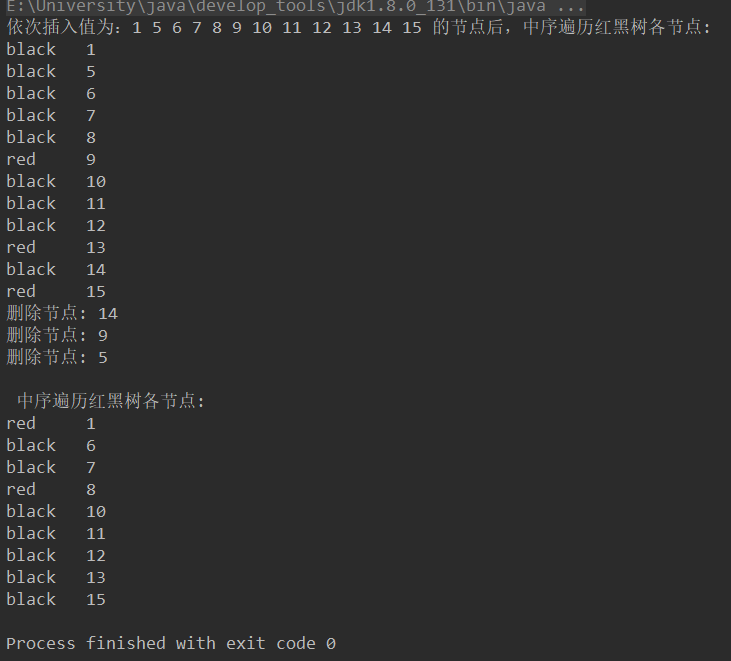 E:\University\java\develop_tools\jdk1.8.0_131\bin\java ...
依次插入值为: 1 5 6 7 8 9 10 11 12 13 14 15 的节点后，中序遍历红黑树各节点:
black 1
black 5
black 6
black 7
black 8
red 9
black 10
black 11
black 12
red 13
black 14
red 15
删除节点: 14
删除节点: 9
删除节点: 5
中序遍历红黑树各节点:
red 1
black 6
black 7
red 8
black 10
black 11
black 12
black 13
black 15
Process finished with exit code 0